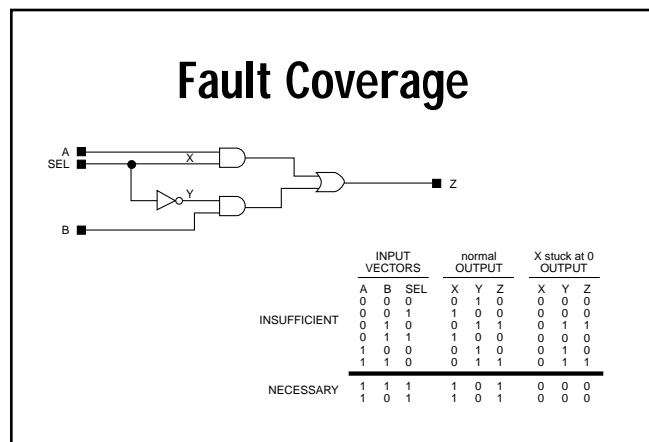 Fault Coverage
A
SEL
X
Y
B
Z
INPUT VECTORS normal OUTPUT X stuck at 0 OUTPUT
A B SEL X Y Z X Y Z
0 0 0 0 1 0 0 0 0
0 0 1 1 0 0 0 0 0
INSUFFICIENT 0 1 0 0 1 1 0 1 1
0 1 1 1 0 0 0 0 0
1 0 0 0 1 0 0 1 0
1 1 0 0 1 1 0 1 1
NECESSARY 1 1 1 1 0 1 0 0 0
1 0 1 1 0 1 0 0 0